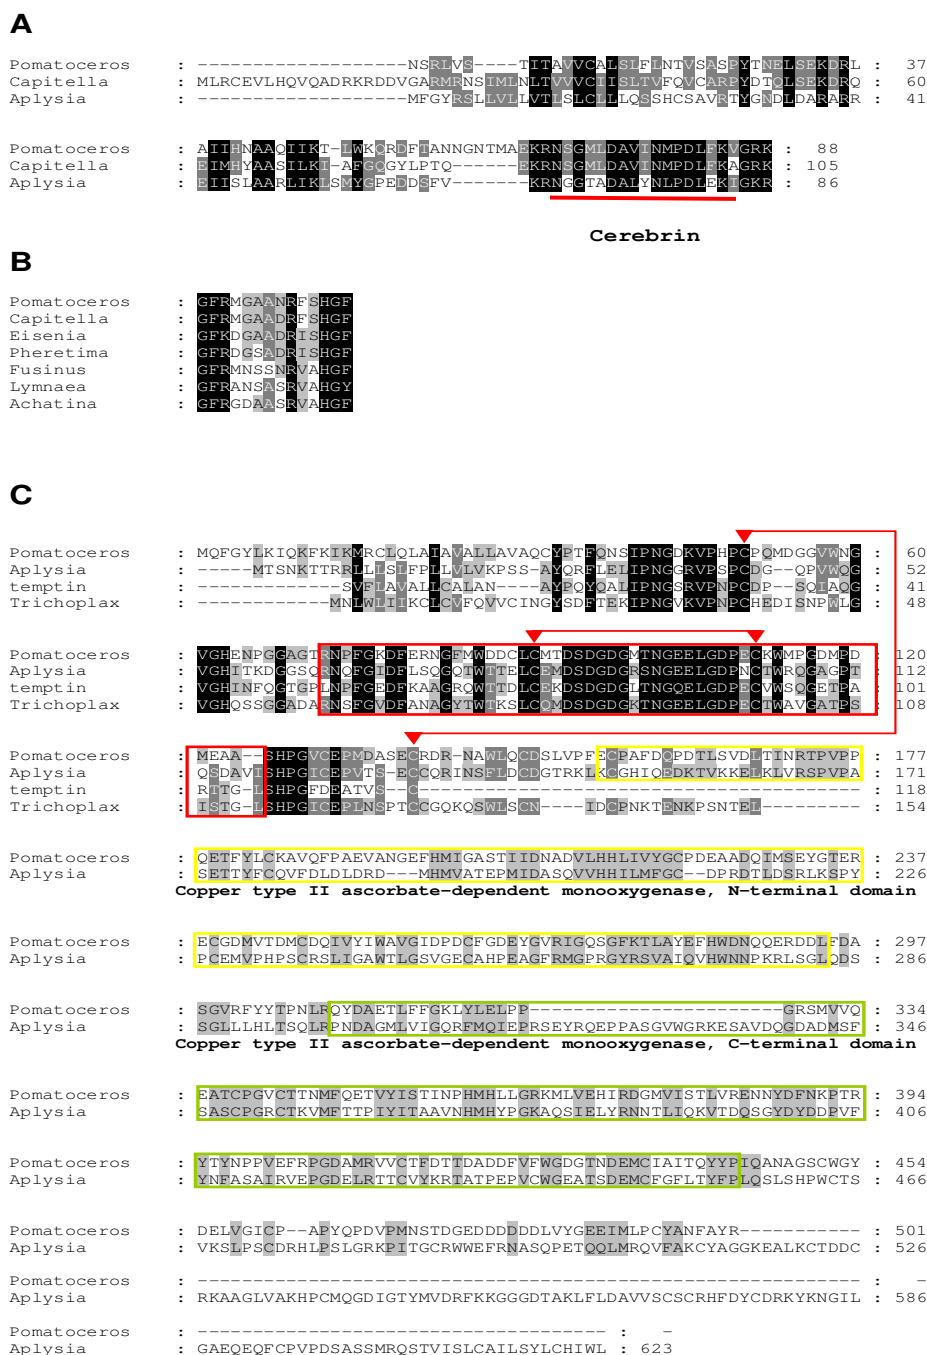 A
Pomatoceros : -------------------NSRLVS----TITAVVCALSLFLNTVSASPYTNELSEKDRL : 37
Capitella : MLRCEVLHQVQADRKRDDVGARMRNSIMLNLTVVVCIISLTVFQVCARPYDTQLSEKDRQ : 60
Aplysia : -------------------MFGYRSLLVLLVTLSLCLLLQSSHCSAVRTYGNDLDARARR : 41
Pomatoceros : AIIHNAAQIIKT-LWKQRDFTANNGNTMAEKRNSGMLDAVINMPDLFKVGRK : 88
Capitella : EIMHYAASILKI-AFGQGYLPTQ------EKRNSGMLDAVINMPDLFKAGRK : 105
Aplysia : EIISLAARLIKLSMYGPEDDSFV-------KRNGGTADALYNLPDLEKIGKR : 86
Cerebrin
B
Pomatoceros : GFRMGAANRFSHGF
Capitella : GFRMGAADRFSHGF
Eisenia : GFKDGAADRISHGF
Pheretima : GFRDGSADRISHGF
Fusinus : GFRMNSSNRVAHGF
Lymnaea : GFRANSASRVAHGY
Achatina : GFRGDAASRVAHGF
C
Pomatoceros : MQFGYLKIQKFKIKMRCLQLAIAVALLAVAQCYPTFQNSIPNGDKVPHPCPQMDGGVWNG : 60
Aplysia : -----MTSNKTTRRLLLSLFPLLVLVKPSS-AYQRFLELIPNGGRVPSPCDG--QPVWQG : 52
temptin : -------------SVFLAVALLCALAN----AYPQYQALIPNGSRVPNPCDP--SQIAQG : 41
Trichoplax : ------------MNLWLIIKCLCVFQVVCINGYSDFTEKIPNGVKVPNPCHEDISNPWLG : 48
Pomatoceros : VGHENPGGAGTRNPFGKDFERNGFMWDDCLCMTDSDGDGMTNGEELGDPECKWMPGDMPD : 120
Aplysia : VGHITKDGGSQRNQFGIDFLSQGQTWTTELCEMDSDGDGRSNGEELGDPNCTWRQGAGPT : 112
temptin : VGHINFQGTGPLNPFGEDFKAAGRQWTTDLCEKDSDGDGLTNGQELGDPECVWSQGETPA : 101
Trichoplax : VGHQSSGGADARNSFGVDFANAGYTWTKSLCQMDSDGDGKTNGEELGDPECTWAVGATPS : 108
Pomatoceros : MEAA--SHPGVCEPMDASECRDR-NAWLQCDSLVPFECPAFDQPDTLSVDLTINRTPVPP : 177
Aplysia : QSDAVISHPGICEPVTS-ECCQRINSFLDCDGTRKLKCGHIQEDKTVKKELKLVRSPVPA : 171
temptin : RTTG-LSHPGFDEATVS--C---------------------------------------- : 118
Trichoplax : ISTG-LSHPGICEPLNSPTCCGQKQSWLSCN----IDCPNKTENKPSNTEL--------- : 154
Pomatoceros : QETFYLCKAVQFPAEVANGEFHMIGASTIIDNADVLHHLIVYGCPDEAADQIMSEYGTER : 237
Aplysia : SETTYFCQVFDLDLDRD---MHMVATEPMIDASQVVHHILMFGC--DPRDTLDSRLKSPY : 226
Copper type II ascorbate-dependent monooxygenase, N-terminal domain
Pomatoceros : ECGDMVTDMCDQIVYIWAVGIDPDCFGDEYGVRIGQSGFKTLAYEFHWDNQQERDDLFDA : 297
Aplysia : PCEMVPHPSCRSLIGAWTLGSVGECAHPEAGFRMGPRGYRSVAIQVHWNNPKRLSGLQDS : 286
Pomatoceros : SGVRFYYTPNLRQYDAETLFFGKLYLELPP-----------------------GRSMVVQ : 334
Aplysia : SGLLLHLTSQLRPNDAGMLVIGQRFMQIEPRSEYRQEPPASGVWGRKESAVDQGDADMSF : 346
Copper type II ascorbate-dependent monooxygenase, C-terminal domain
Pomatoceros : EATCPGVCTTNMFQETVYISTINPHMHLLGRKMLVEHIRDGMVISTLVRENNYDFNKPTR : 394
Aplysia : SASCPGRCTKVMFTTPIYITAAVNHMHYPGKAQSIELYRNNTLIQKVTDQSGYDYDDPVF : 406
Pomatoceros : YTYNPPVEFRPGDAMRVVCTFDTTDADDFVFWGDGTNDEMCIAITQYYPIQANAGSCWGY : 454
Aplysia : YNFASAIRVEPGDELRTTCVYKRTATPEPVCWGEATSDEMCFGFLTYFPLQSLSHPWCTS : 466
Pomatoceros : DELVGICP--APYQPDVPMNSTDGEDDDDDDLVYGEEIMLPCYANFAYR----------- : 501
Aplysia : VKSLPSCDRHLPSLGRKPITGCRWWEFRNASQPETQQLMRQVFAKCYAGGKEALKCTDDC : 526
Pomatoceros : ------------------------------------------------------------ : -
Aplysia : RKAAGLVAKHPCMQGDIGTYMVDRFKKGGGDTAKLFLDAVVSCSCRHFDYCDRKYKNGIL : 586
Pomatoceros : ------------------------------------- : -
Aplysia : GAEQEQFCPVPDSASSMRQSTVISLCAILSYLCHIWL : 623